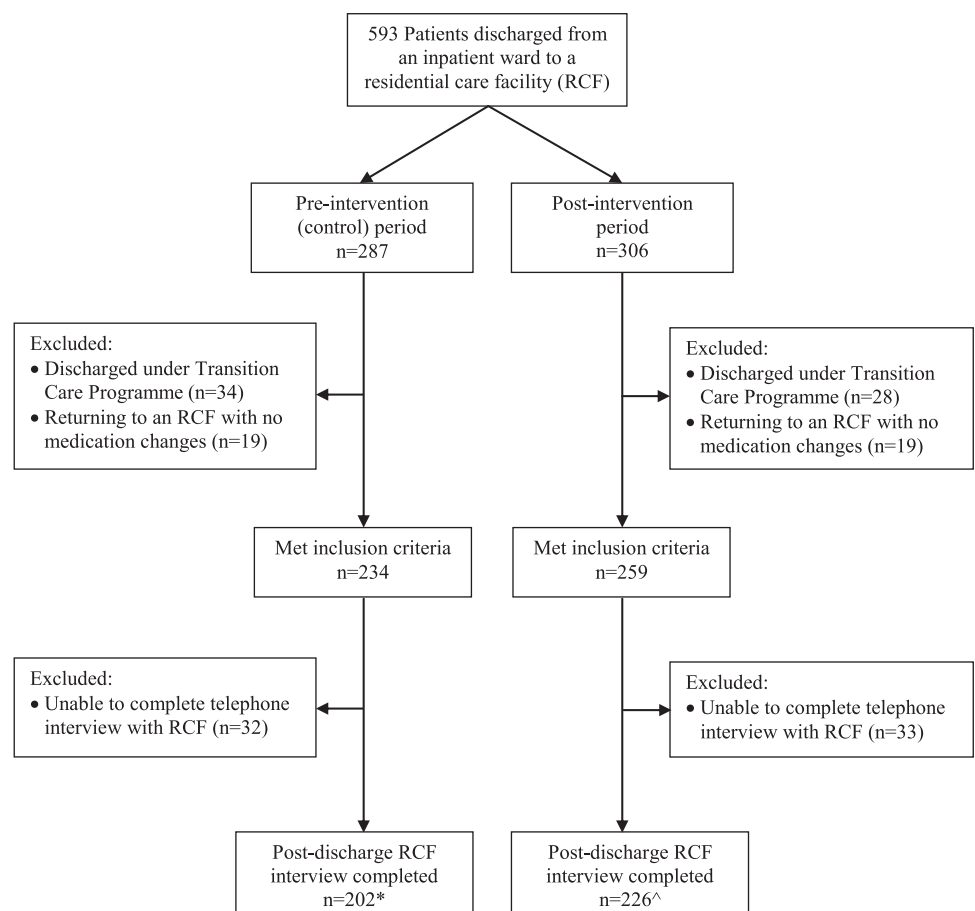 593 Patients discharged from
an inpatient ward to a
residential care facility (RCF)
Pre-intervention
(control) period
n=287
Post-intervention
period
n=306
Excluded:
• Discharged under Transition
Care Programme (n=34)
• Returning to an RCF with no
medication changes (n=19)
Excluded:
• Discharged under Transition
Care Programme (n=28)
• Returning to an RCF with no
medication changes (n=19)
Met inclusion criteria
n=234
Met inclusion criteria
n=259
Excluded:
• Unable to complete telephone
interview with RCF (n=32)
Excluded:
• Unable to complete telephone
interview with RCF (n=33)
Post-discharge RCF
interview completed
n=202*
Post-discharge RCF
interview completed
n=226^